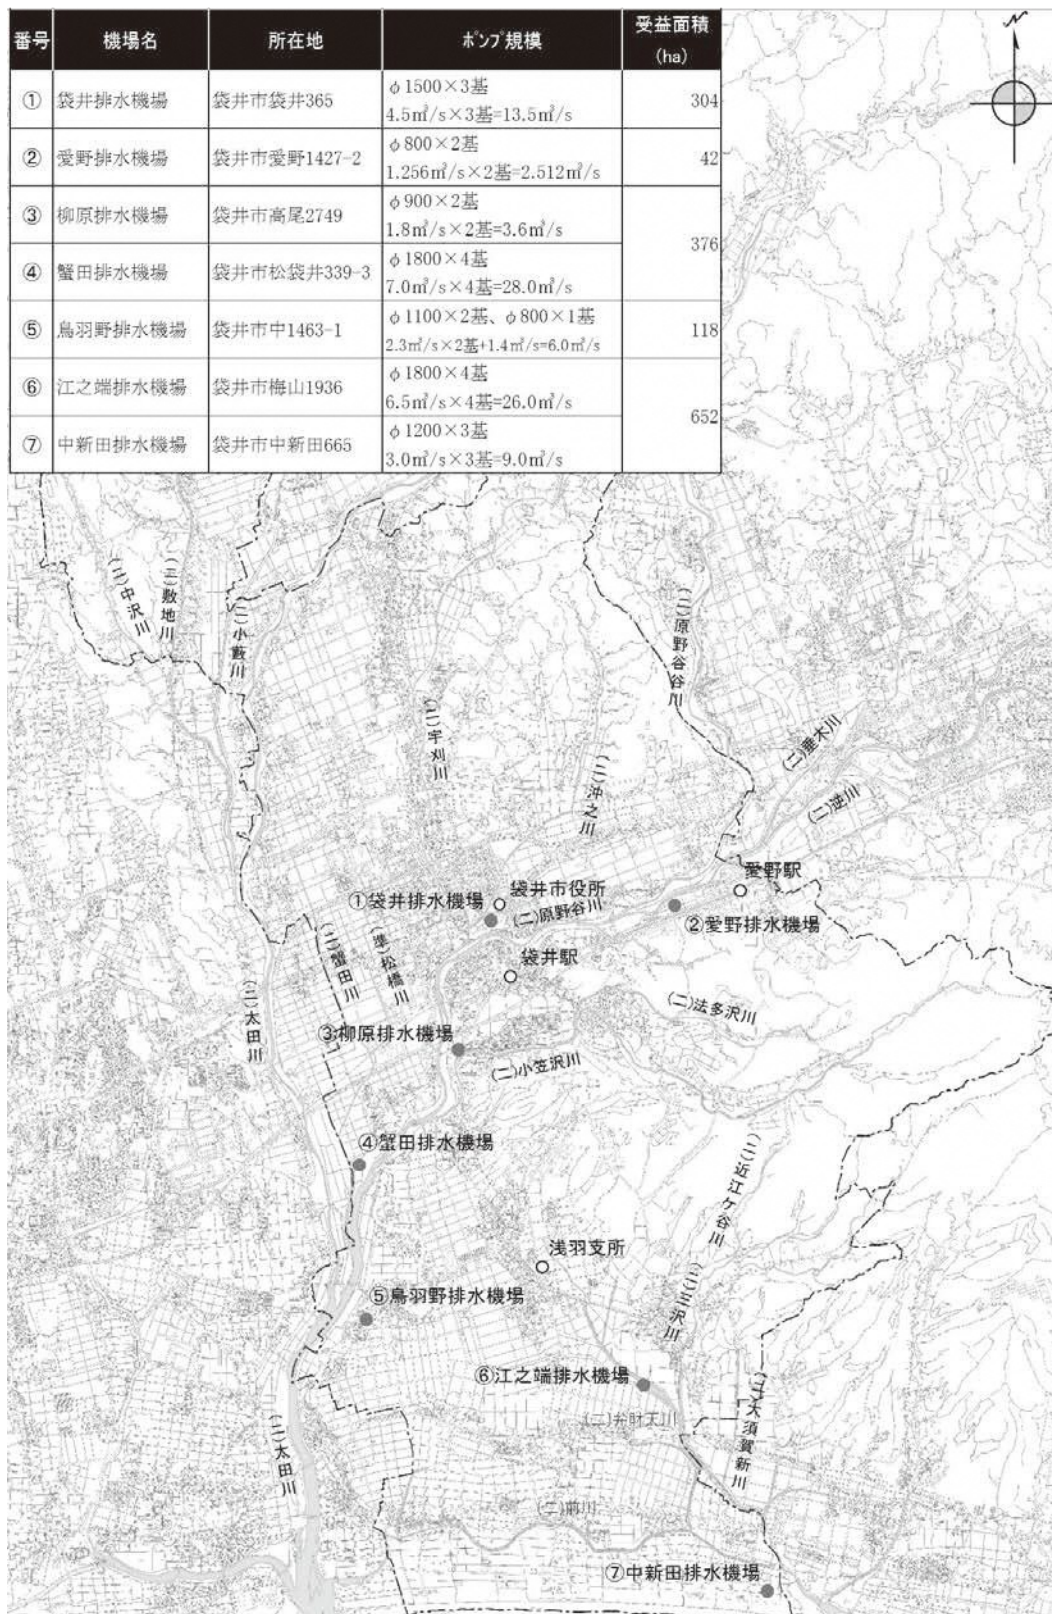 番号 機場名 所在地 ポンプ規模 受益面積
(ha)
① 袋井排水機場 袋井市袋井365 φ1500×3基 304
4.5㎥/s×3基=13.5㎥/s
② 愛野排水機場 袋井市愛野1427-2 φ800×2基 42
1.256㎥/s×2基=2.512㎥/s
③ 柳原排水機場 袋井市高尾2749 φ900×2基 376
1.8㎥/s×2基=3.6㎥/s
④ 蟹田排水機場 袋井市松袋井339-3 φ1800×4基
7.0㎥/s×4基=28.0㎥/s
⑤ 鳥羽野排水機場 袋井市中1463-1 φ1100×2基、φ800×1基 118
2.3㎥/s×2基+1.4㎥/s=6.0㎥/s
⑥ 江之端排水機場 袋井市梅山1936 φ1800×4基 652
6.5㎥/s×4基=26.0㎥/s
⑦ 中新田排水機場 袋井市中新田665 φ1200×3基
3.0㎥/s×3基=9.0㎥/s
N
(二)中沢川
(二)敷地川
(二)小藪川
(二)原野谷川
(二)宇刈川
(二)沖之川
(二)垂木川
(二)逆川
愛野駅
袋井市役所
①袋井排水機場
(二)原野谷川
②愛野排水機場
(二)蟹田川
(準)松橋川
袋井駅
(二)太田川
(二)法多沢川
③柳原排水機場
(二)小笠沢川
④蟹田排水機場
(二)近江ケ谷川
浅羽支所
(二)三沢川
⑤鳥羽野排水機場
⑥江之端排水機場
(二)弁財天川
(二)大須賀新川
(二)太田川
(二)前川
⑦中新田排水機場